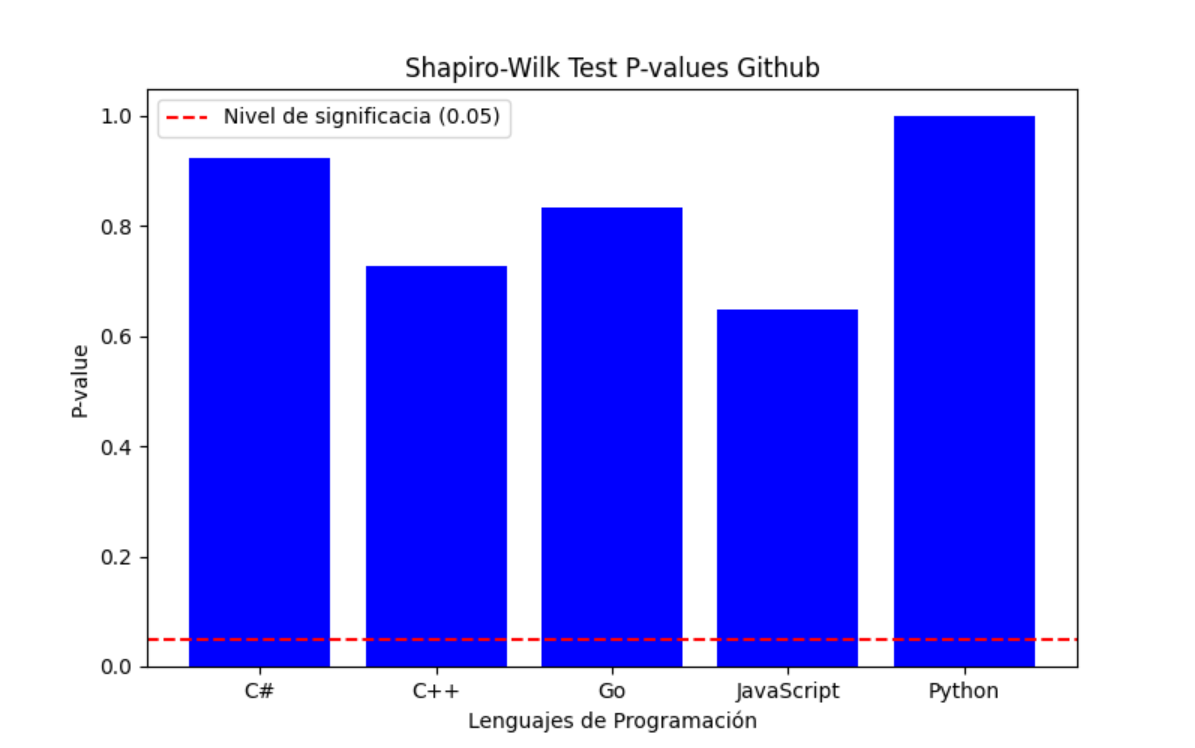 Shapiro-Wilk Test P-values Github
Nivel de significacia (0.05)
1.0
0.8
0.6
0.4
0.2
0.0
P-value
C# C++ Go JavaScript Python
Lenguajes de Programación